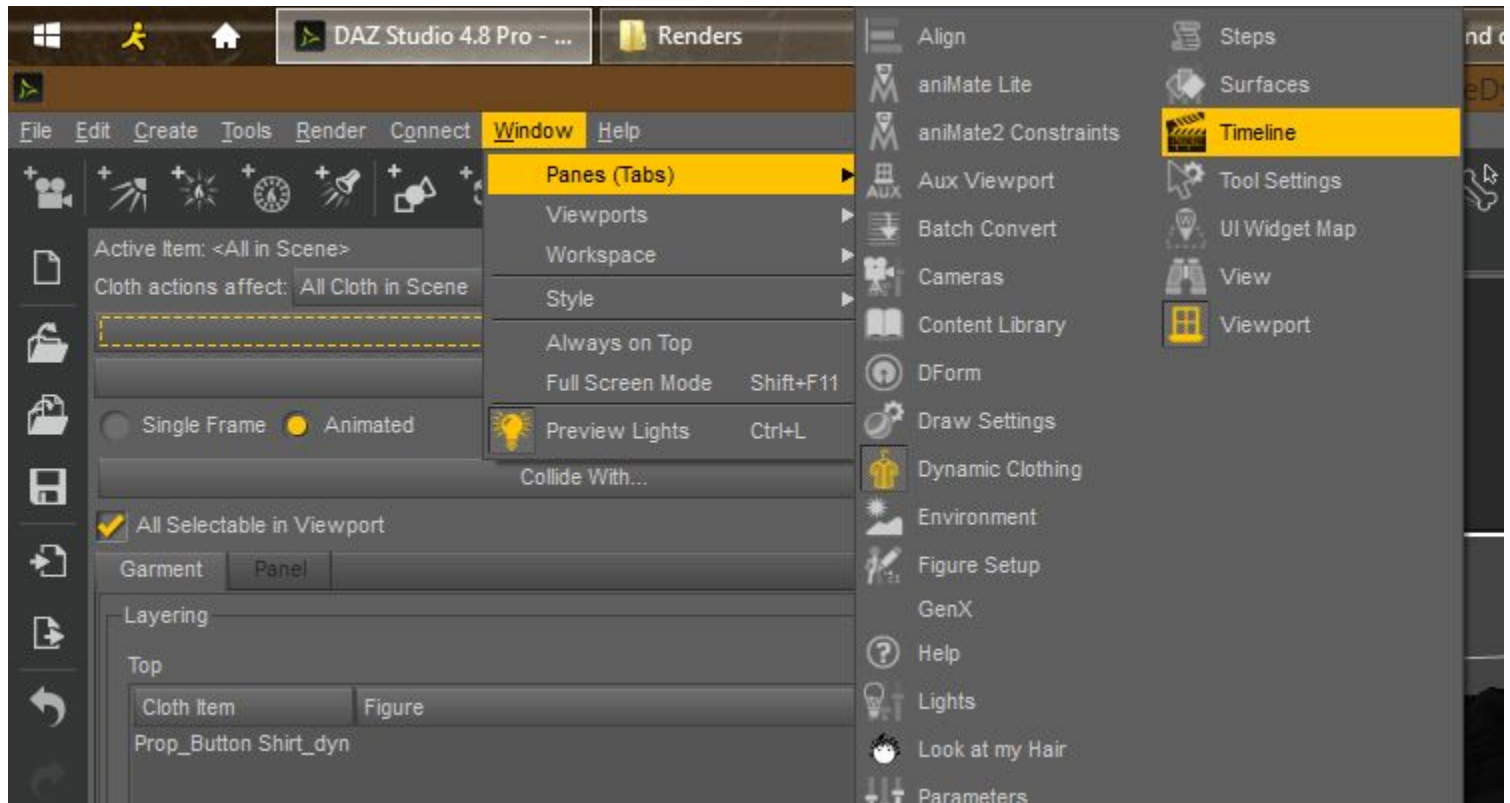 DAZ Studio 4.8 Pro - ...
Renders
File Edit Create Tools Render Connect Window Help
Active Item: <All in Scene>
Cloth actions affect: All Cloth in Scene
Single Frame Animated
Collide With...
All Selectable in Viewport
Garment Panel
Layering
Top
Cloth Item Figure
Prop_Button Shirt_dyn
Panes (Tabs)
Viewports
Workspace
Style
Always on Top
Full Screen Mode Shift+F11
Preview Lights Ctrl+L
Align
aniMate Lite
aniMate2 Constraints
AUX Aux Viewport
Batch Convert
Cameras
Content Library
DForm
Draw Settings
Dynamic Clothing
Environment
Figure Setup
GenX
Help
Lights
Look at my Hair
Parameters
Steps
Surfaces
Timeline
Tool Settings
UI Widget Map
View
Viewport